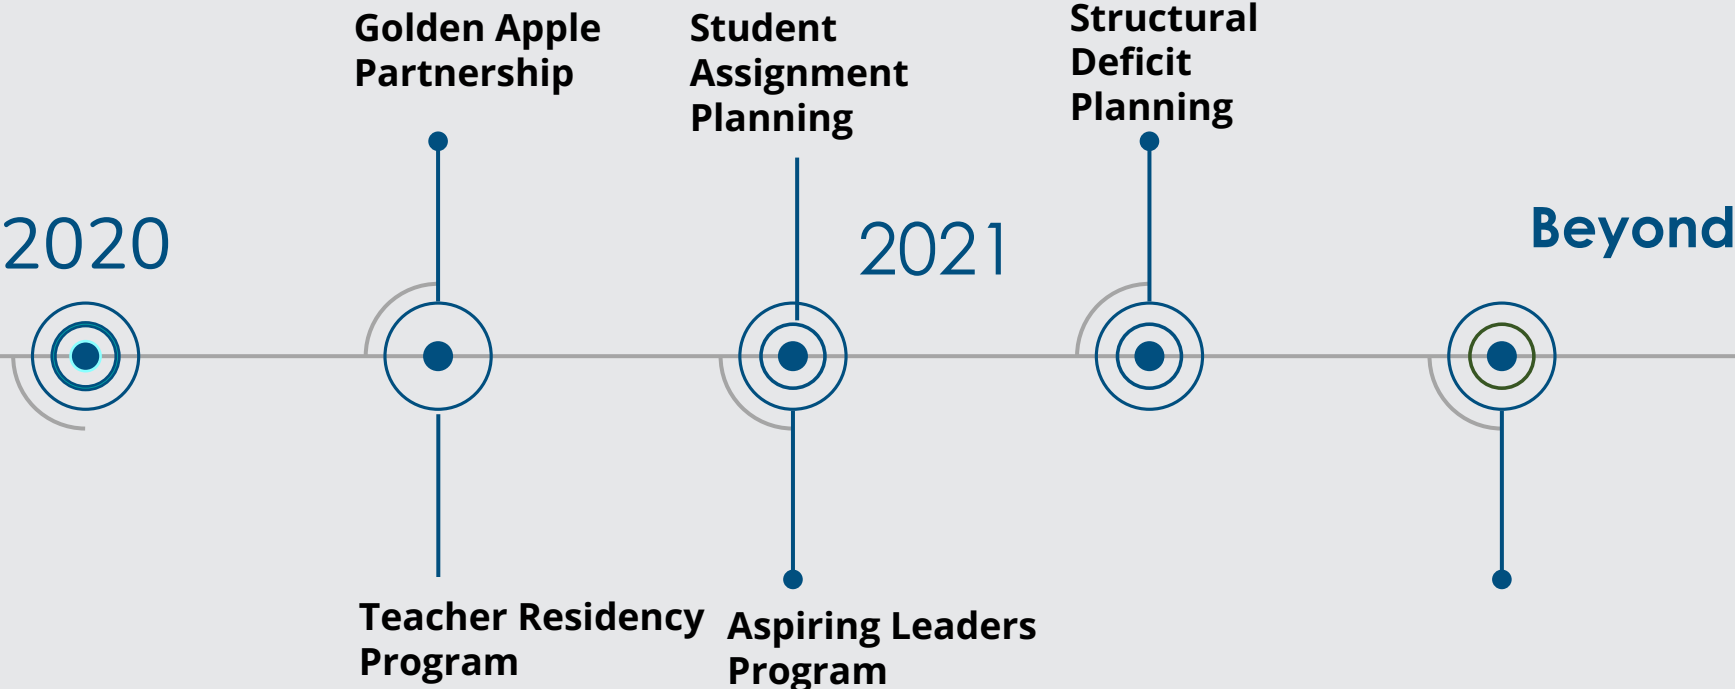 Golden Apple
Partnership
Student
Assignment
Planning
Structural
Deficit
Planning
2020
2021
Beyond
Teacher Residency
Program
Aspiring Leaders
Program